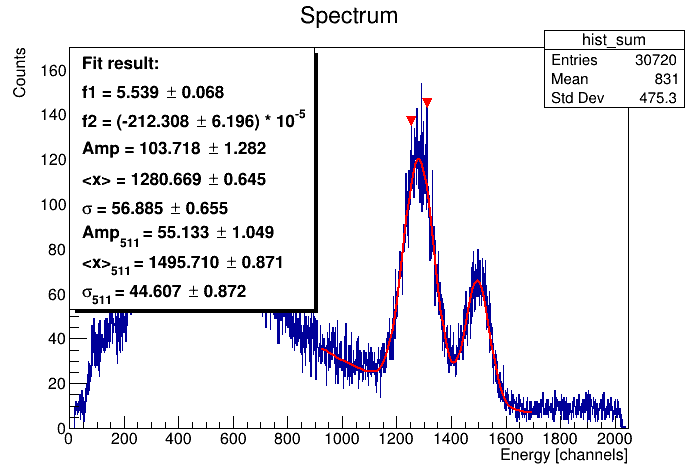 Spectrum
hist_sum
Entries 30720
Mean 831
Std Dev 475.3
Counts
Fit result:
f1 = 5.539 ± 0.068
f2 = (-212.308 ± 6.196) * 10-5
Amp = 103.718 ± 1.282
<x> = 1280.669 ± 0.645
σ = 56.885 ± 0.655
Amp511 = 55.133 ± 1.049
<x>511 = 1495.710 ± 0.871
σ511 = 44.607 ± 0.872
160
140
120
100
80
60
40
20
0
0 200 400 600 800 1000 1200 1400 1600 1800 2000
Energy [channels]